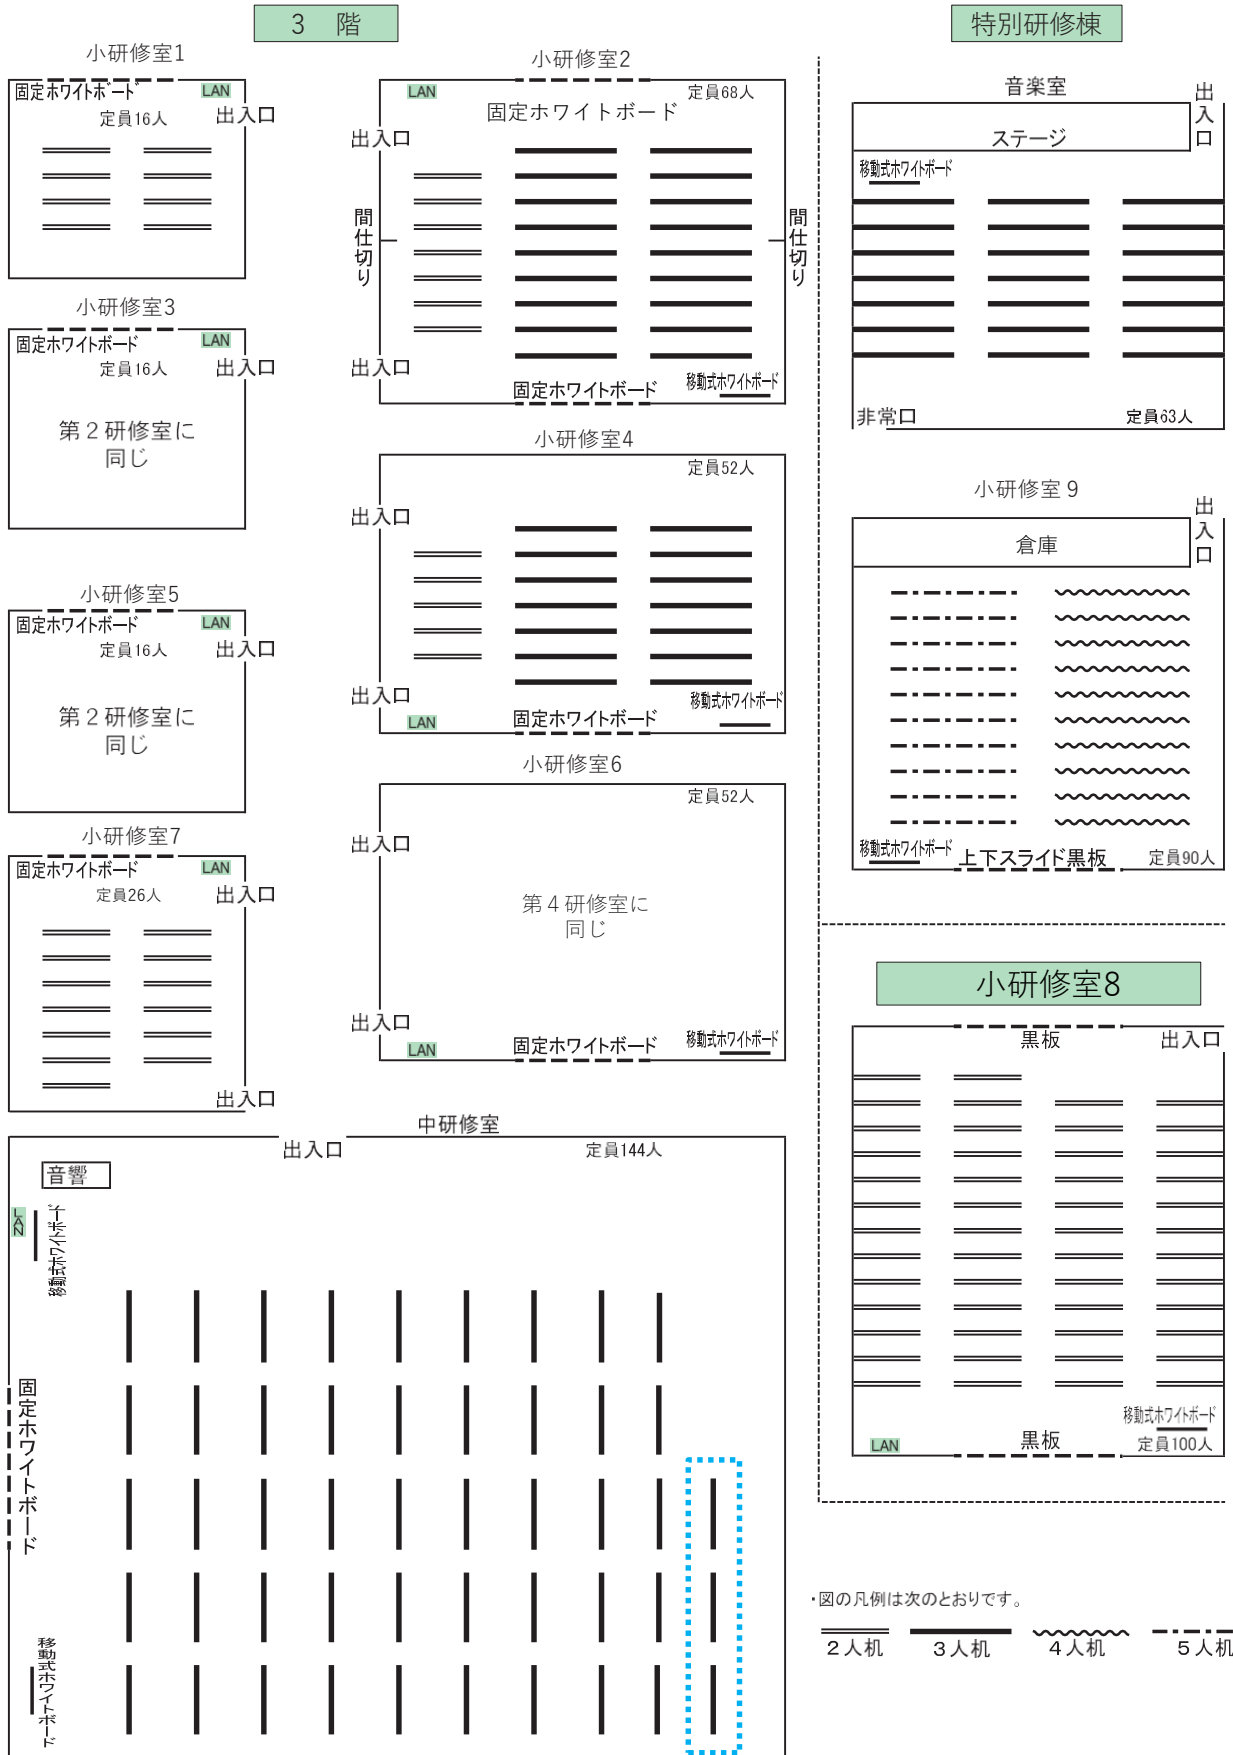 3　階
小研修室1
固定ホワイトボード
LAN
定員16人
出入口
小研修室2
LAN
定員68人
固定ホワイトボード
出入口
間仕切り
間仕切り
出入口
固定ホワイトボード
移動式ホワイトボード
小研修室3
固定ホワイトボード
LAN
定員16人
出入口
第２研修室に
同じ
小研修室4
定員52人
出入口
出入口
LAN
固定ホワイトボード
移動式ホワイトボード
小研修室5
固定ホワイトボード
LAN
定員16人
出入口
第２研修室に
同じ
小研修室6
定員52人
出入口
第４研修室に
同じ
出入口
LAN
固定ホワイトボード
移動式ホワイトボード
小研修室7
固定ホワイトボード
LAN
定員26人
出入口
出入口
中研修室
出入口
定員144人
音響
LAN
移動式ホワイトボード
固定ホワイトボード
移動式ホワイトボード
特別研修棟
音楽室
出入口
ステージ
移動式ホワイトボード
非常口
定員63人
小研修室９
出入口
倉庫
移動式ホワイトボード
上下スライド黒板
定員90人
小研修室8
黒板
出入口
移動式ホワイトボード
LAN
黒板
定員100人
・図の凡例は次のとおりです。
２人机
３人机
４人机
５人机